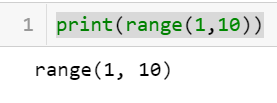 1 print(range(1,10))
range(1, 10)